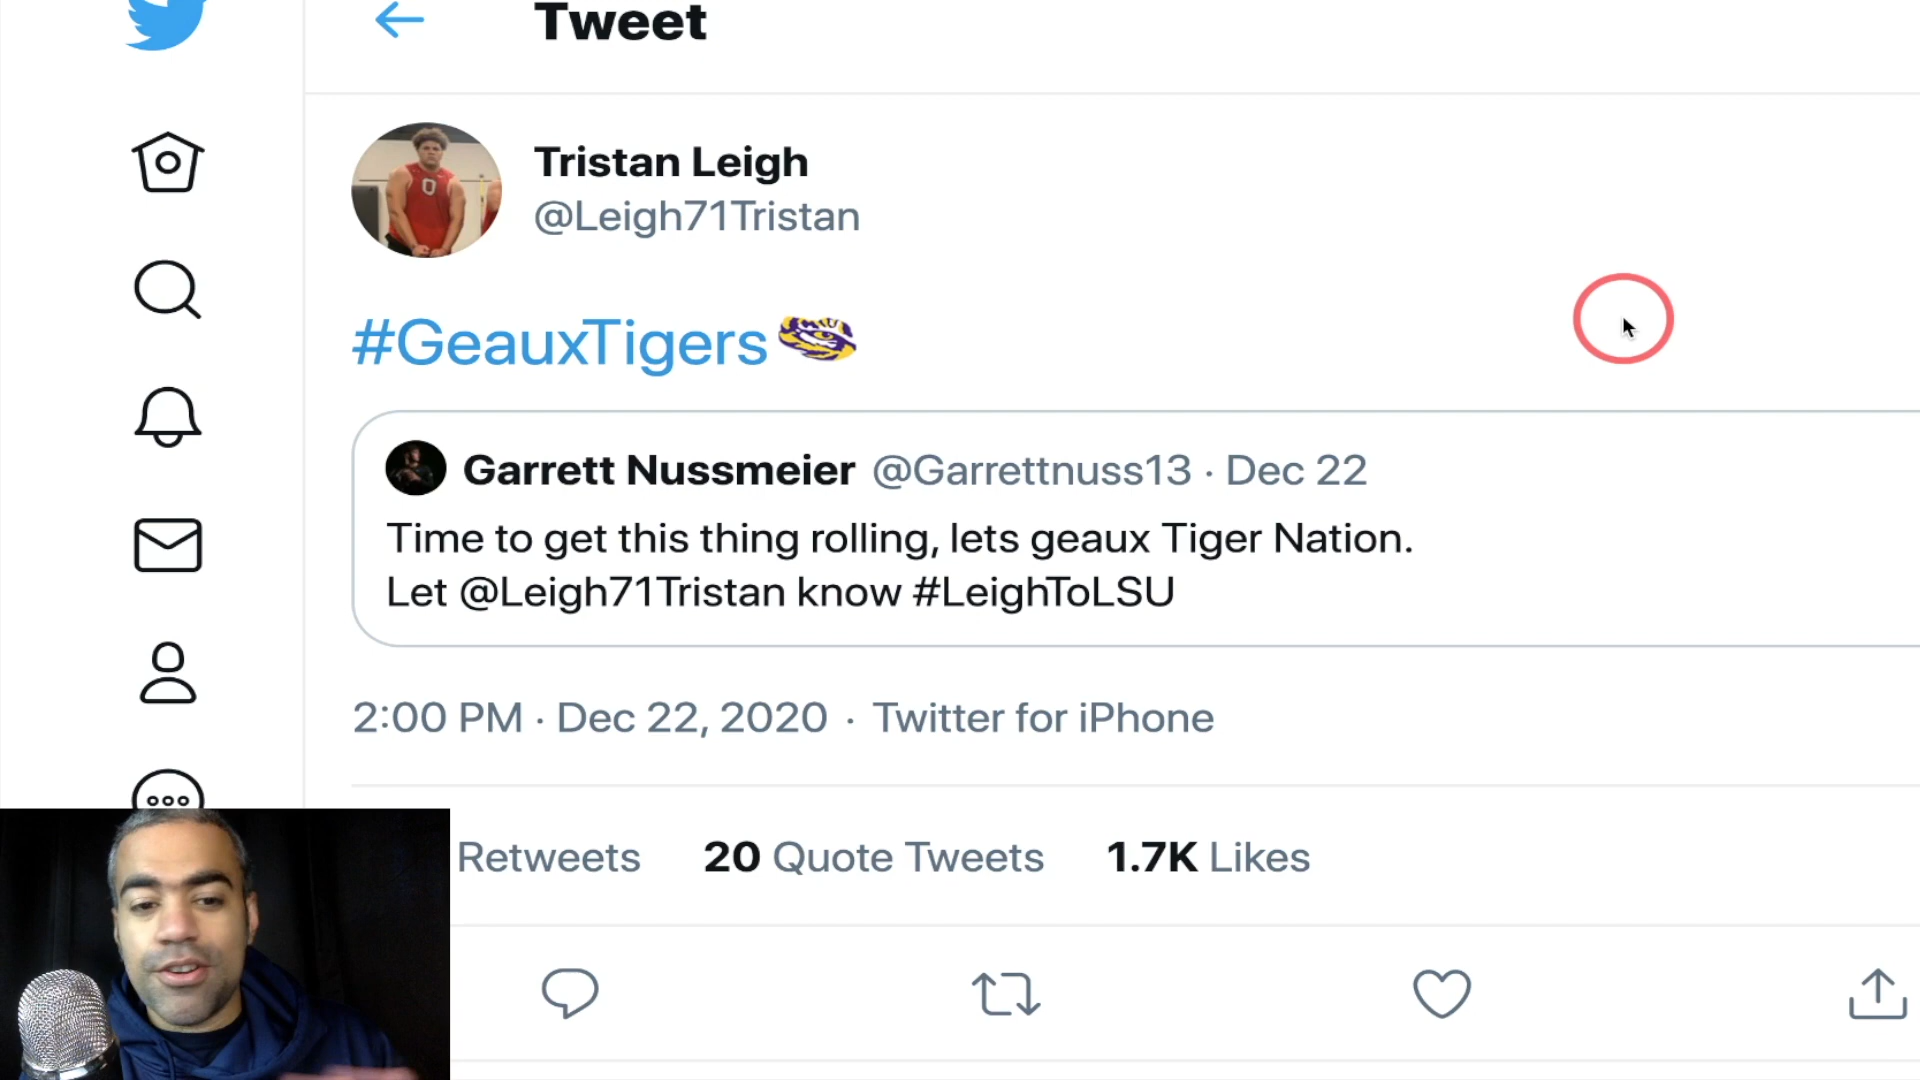 Tweet
Tristan Leigh
@Leigh71Tristan
#GeauxTigers
Garrett Nussmeier @Garrettnuss13 · Dec 22
Time to get this thing rolling, lets geaux Tiger Nation.
Let @Leigh71Tristan know #LeighToLSU
2:00 PM · Dec 22, 2020 · Twitter for iPhone
Retweets 20 Quote Tweets 1.7K Likes